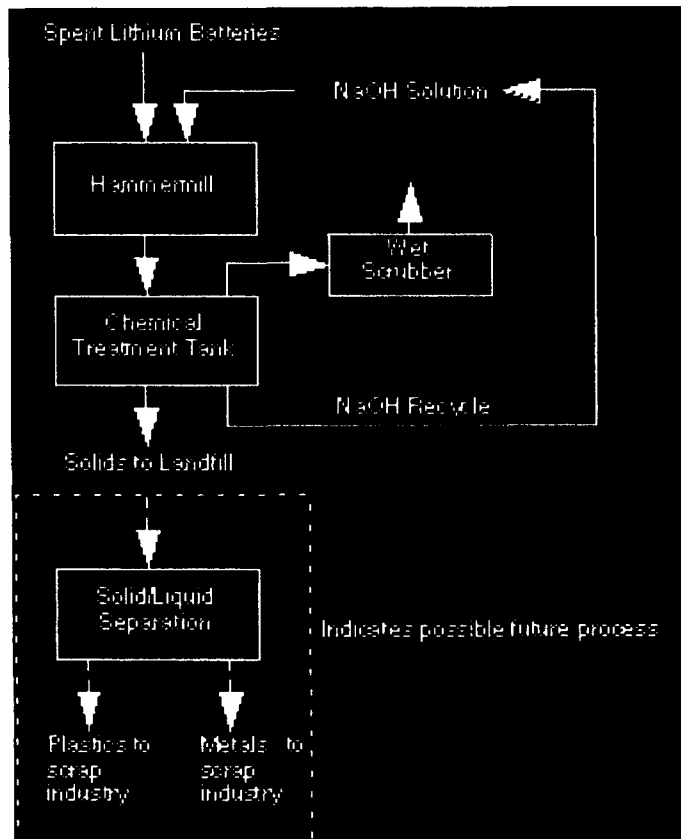 Spent Lithium Batteries
NaOH Solution
Hammermill
Wet
Scrubber
Chemical
Treatment Tank
NaOH Recycle
Solids to Landfill
Solid/Liquid
Separation
Indicates possible future process
Plastics to
scrap
industry
Metals to
scrap
industry